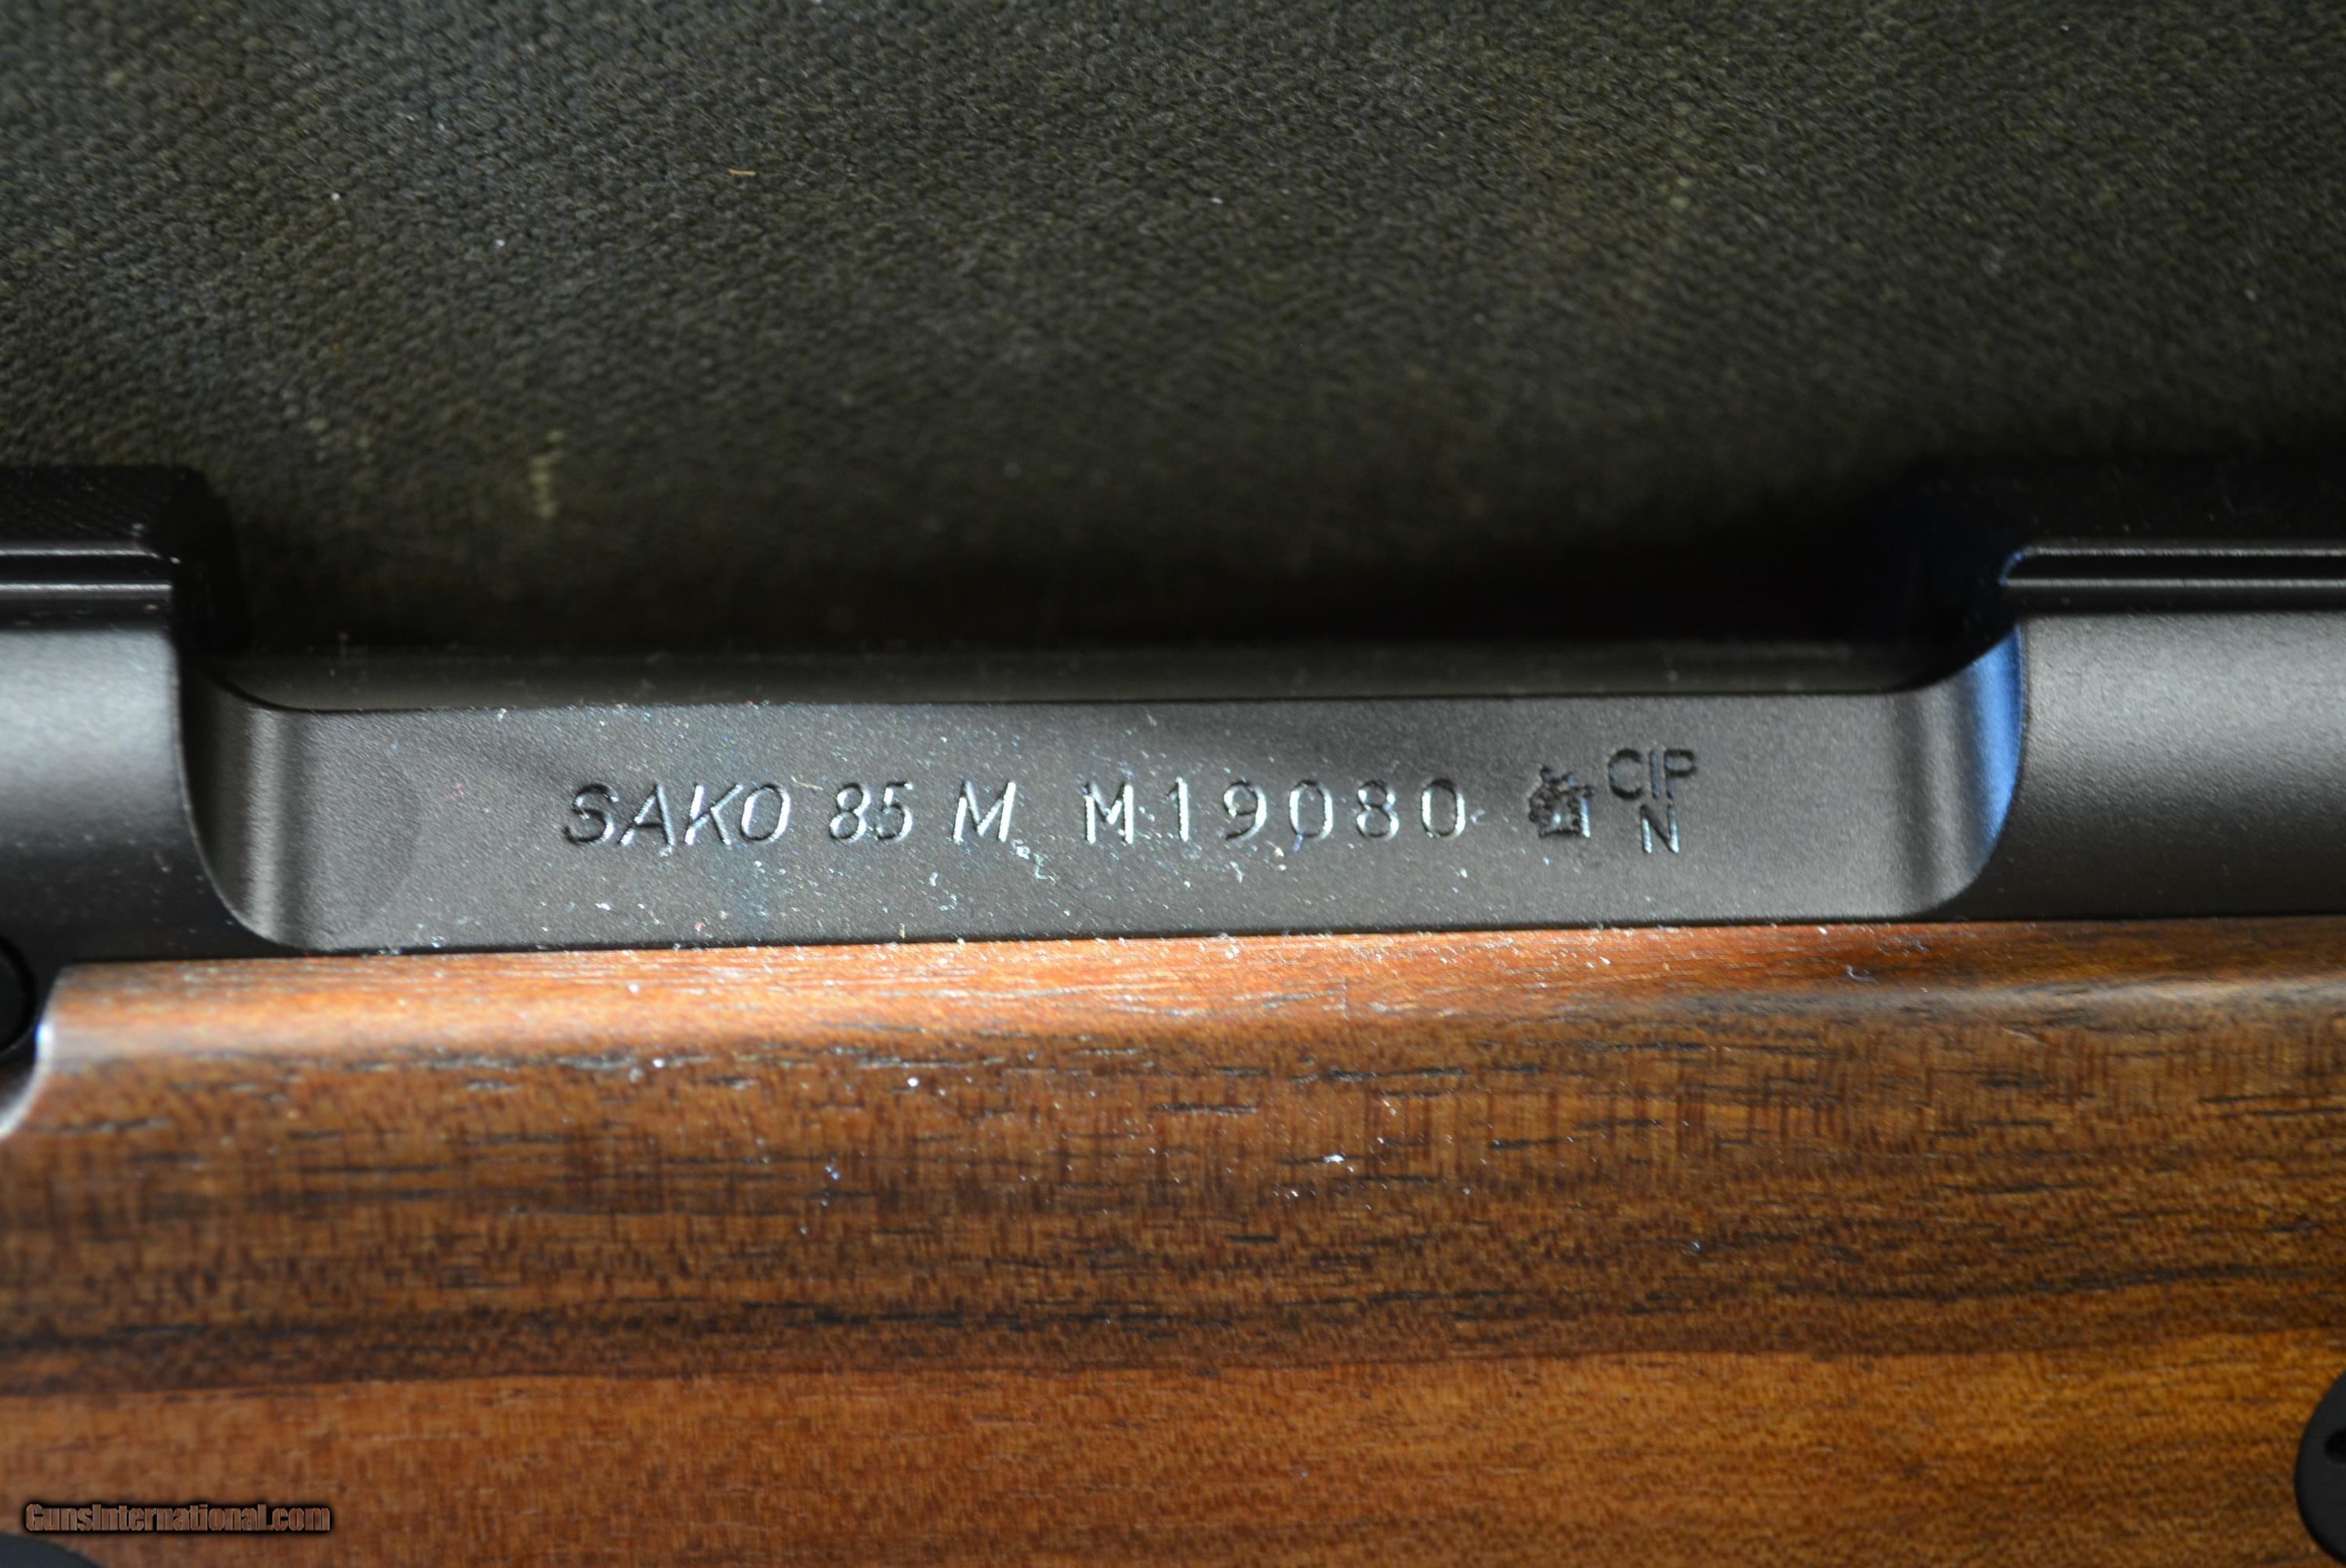 SAKO 85 M M19080 CIP
N
GunsInternational.com